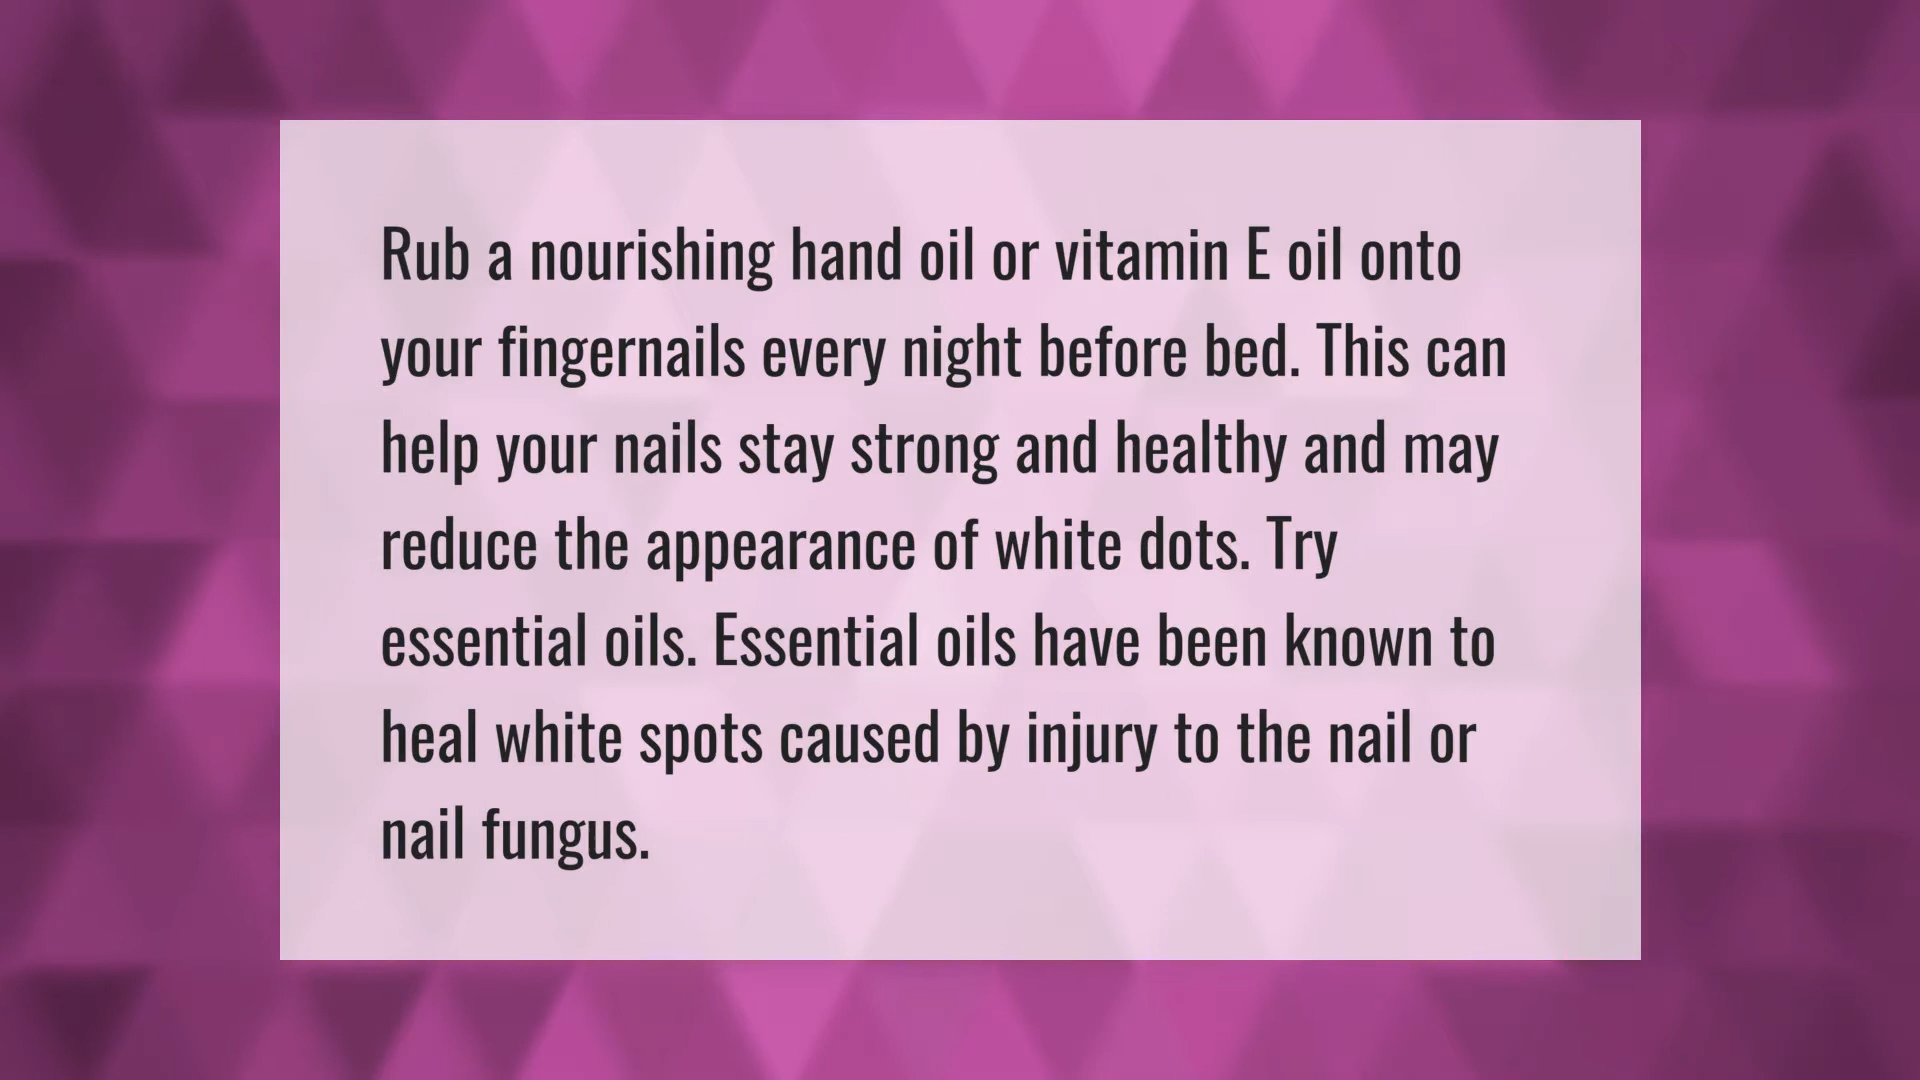 Rub a nourishing hand oil or vitamin E oil onto
your fingernails every night before bed. This can
help your nails stay strong and healthy and may
reduce the appearance of white dots. Try
essential oils. Essential oils have been known to
heal white spots caused by injury to the nail or
nail fungus.